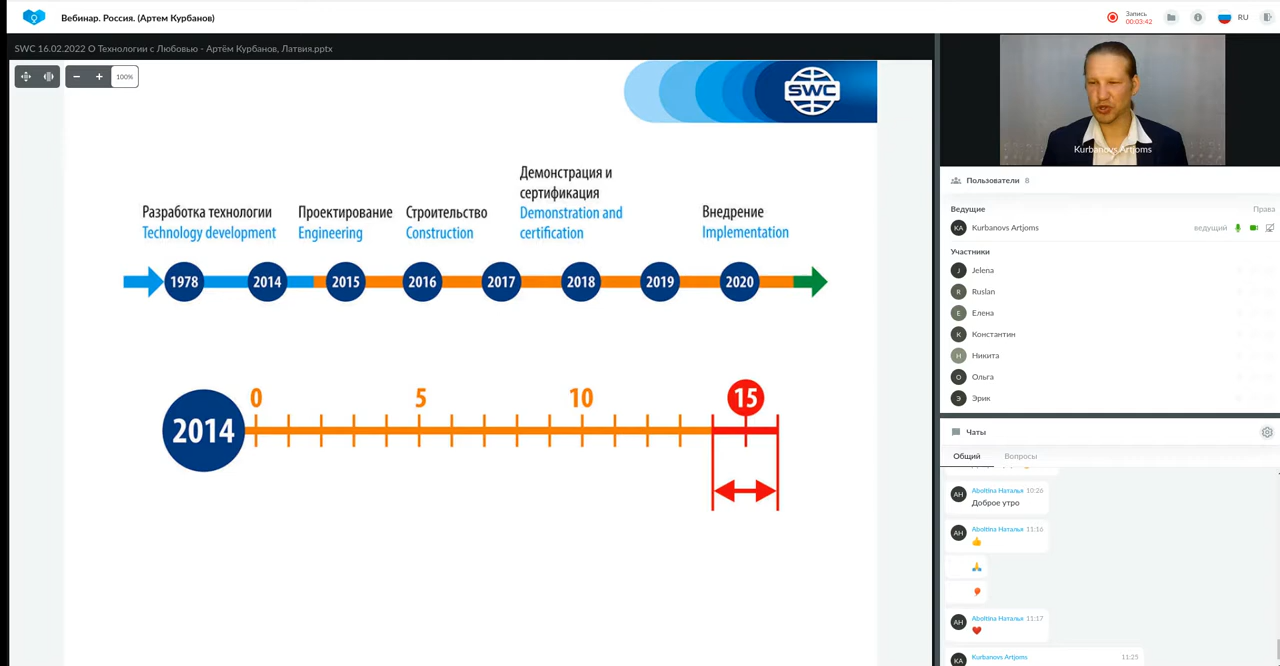 Вебинар. Россия. (Артем Курбанов)
Запись
00:03:42
RU
SWC 16.02.2022 О Технологии с Любовью - Артём Курбанов, Латвия.pptx
100%
SWC
Разработка технологии
Technology development
Проектирование
Engineering
Строительство
Construction
Демонстрация и
сертификация
Demonstration and
certification
Внедрение
Implementation
1978 2014 2015 2016 2017 2018 2019 2020
0 5 10 15
2014
Kurbanovs Artjoms
Пользователи 8
Ведущие Права
KA Kurbanovs Artjoms ведущий
Участники
J Jelena
R Ruslan
Е Елена
К Константин
Н Никита
О Ольга
Э Эрик
Чаты
Общий Вопросы
AH Aboltina Наталья 10:26
Доброе утро
AH Aboltina Наталья 11:16
👍
🙏
🎈
AH Aboltina Наталья 11:17
❤️
KA Kurbanovs Artjoms 11:25